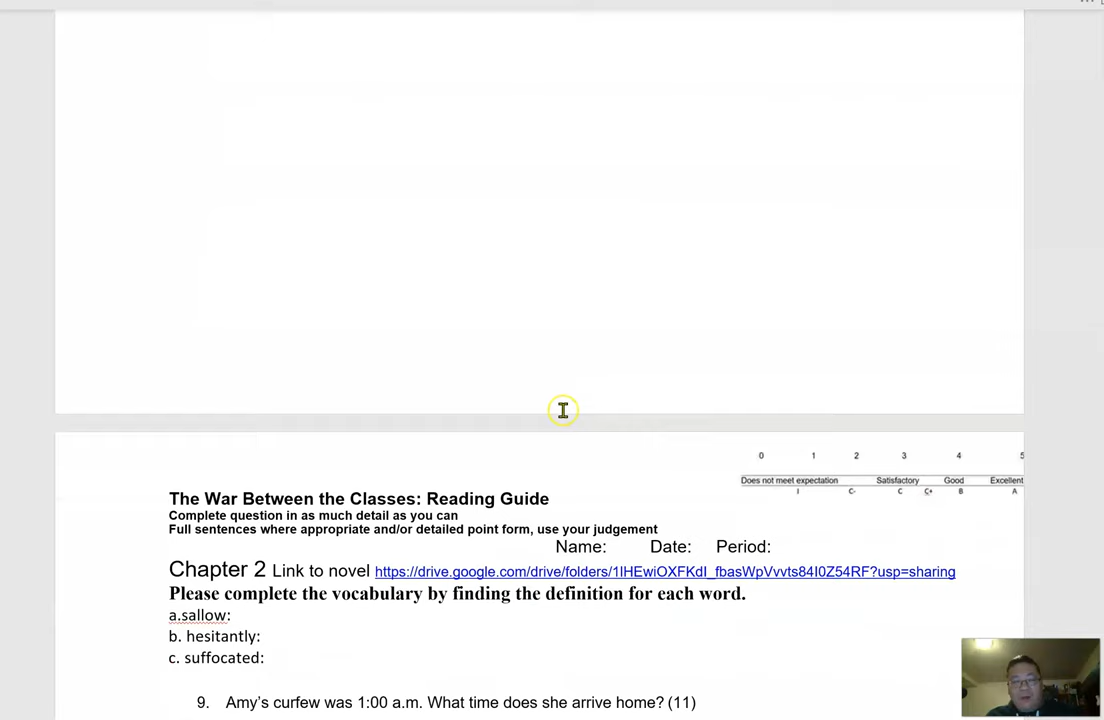 0 1 2 3 4 5
Does not meet expectation Satisfactory Good Excellent
I C- C C+ B A
The War Between the Classes: Reading Guide
Complete question in as much detail as you can
Full sentences where appropriate and/or detailed point form, use your judgement
Name: Date: Period:
Chapter 2 Link to novel https://drive.google.com/drive/folders/1IHEwiOXFKdI_fbasWpVvvts84I0Z54RF?usp=sharing
Please complete the vocabulary by finding the definition for each word.
a.sallow:
b. hesitantly:
c. suffocated:
9. Amy’s curfew was 1:00 a.m. What time does she arrive home? (11)